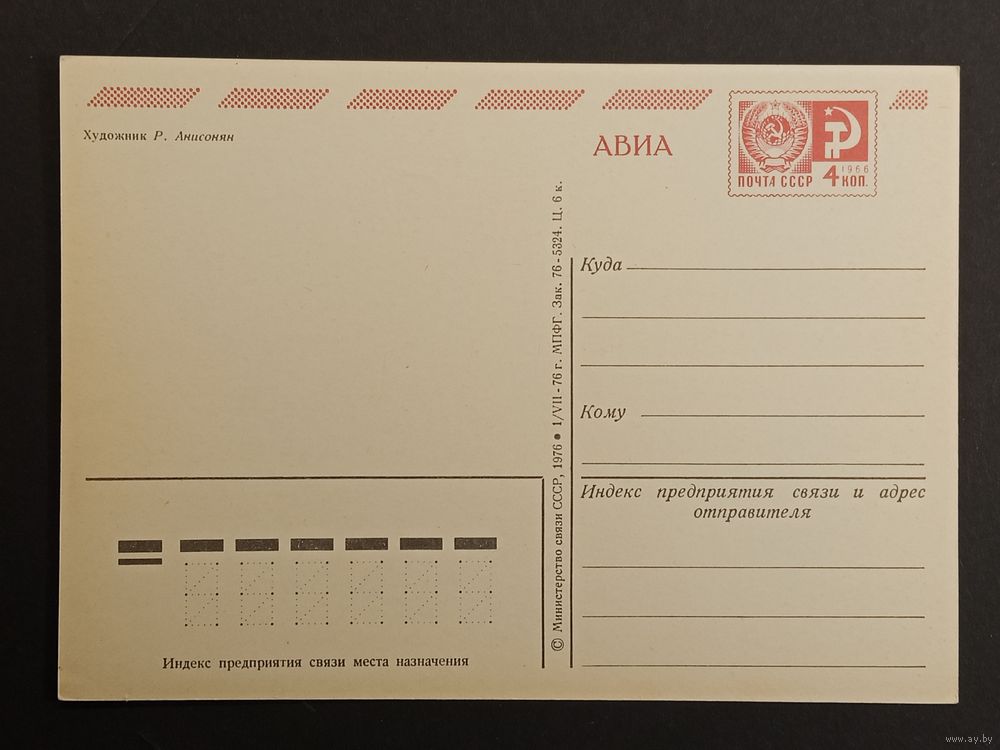 Художник Р. Анисонян
АВИА
ПОЧТА СССР 4 1966 КОП.
Куда
Кому
Индекс предприятия связи и адрес
отправителя
© Министерство связи СССР, 1976 ● 1/VII-76 г. МПФГ. Зак. 76-5324. Ц. 6 к.
Индекс предприятия связи места назначения
www.ay.by